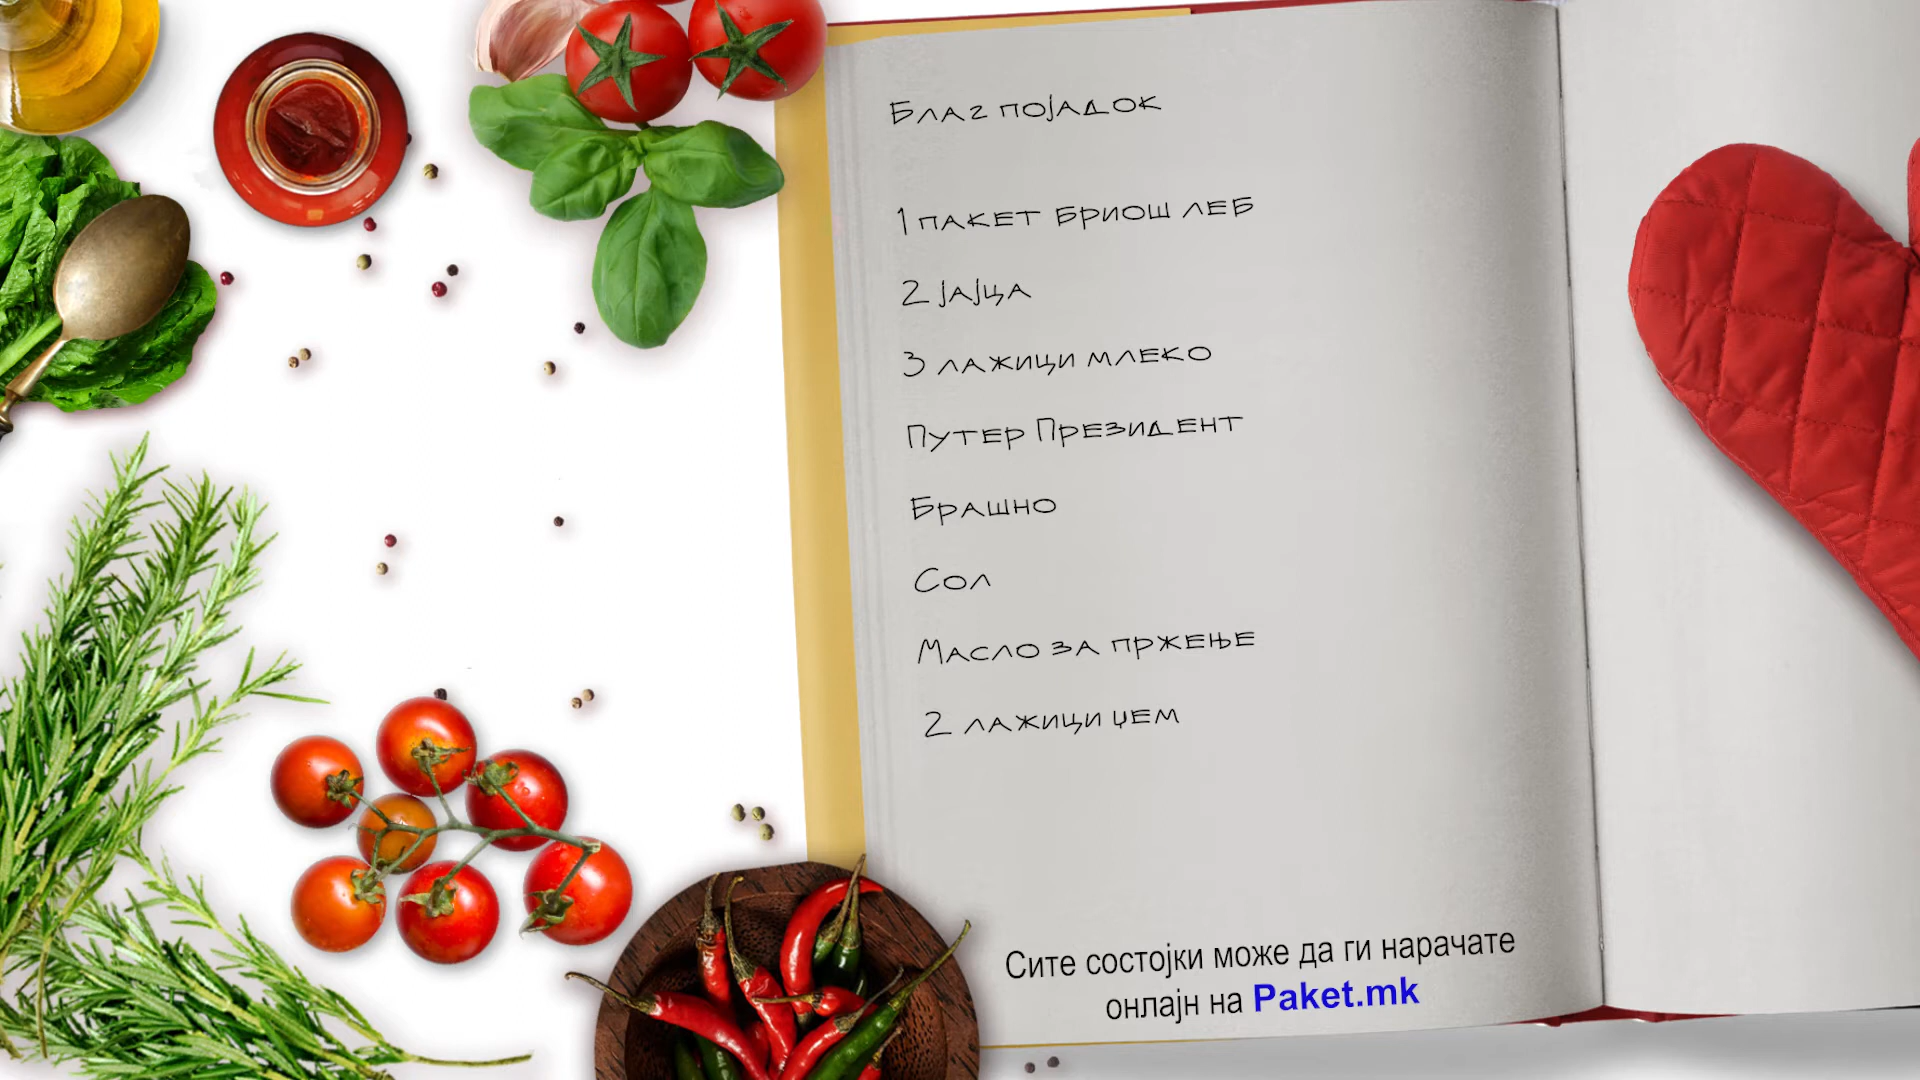 Благ појадок
1 пакет бриош леб
2 јајца
3 лажици млеко
Путер Президент
Брашно
Сол
Масло за пржење
2 лажици џем
Сите состојки може да ги нарачате
онлајн на Paket.mk